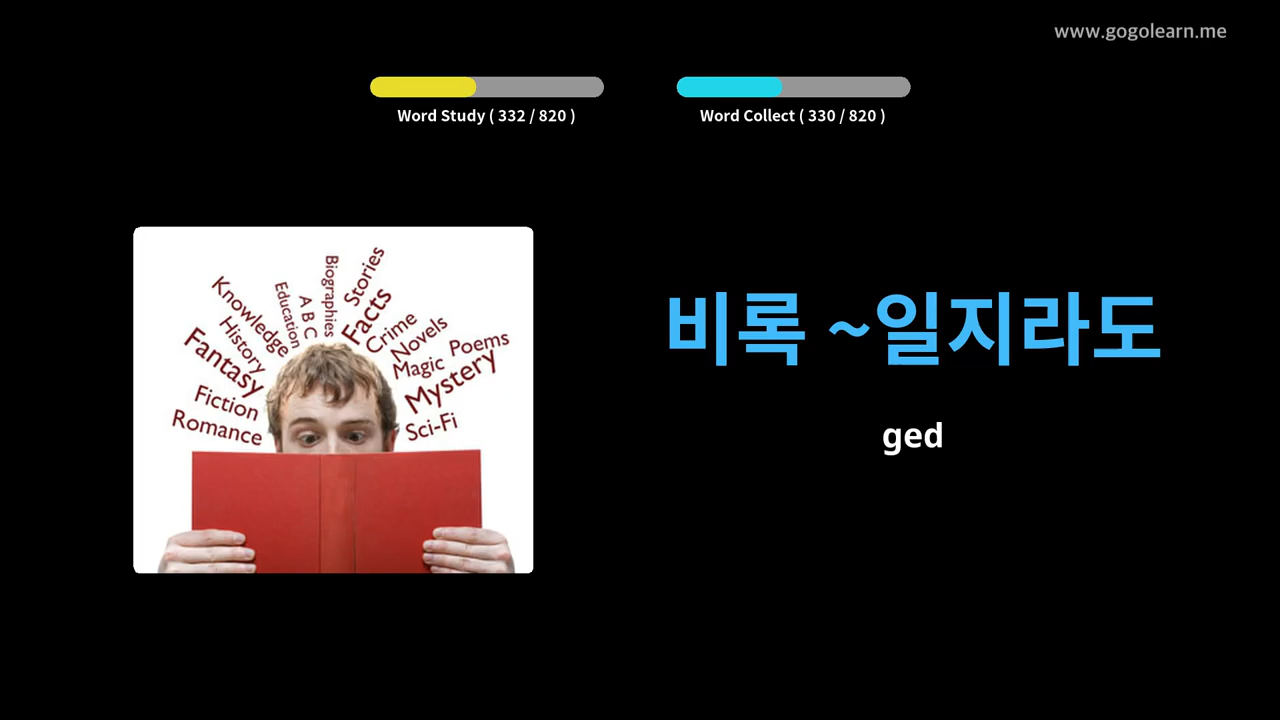 www.gogolearn.me
Word Study ( 332 / 820 )
Word Collect ( 330 / 820 )
Stories
Biographies
Facts
A B C
Education
Knowledge
Crime
Novels
History
Poems
Magic
Fantasy
Mystery
Fiction
Sci-Fi
Romance
비록 ~일지라도
ged